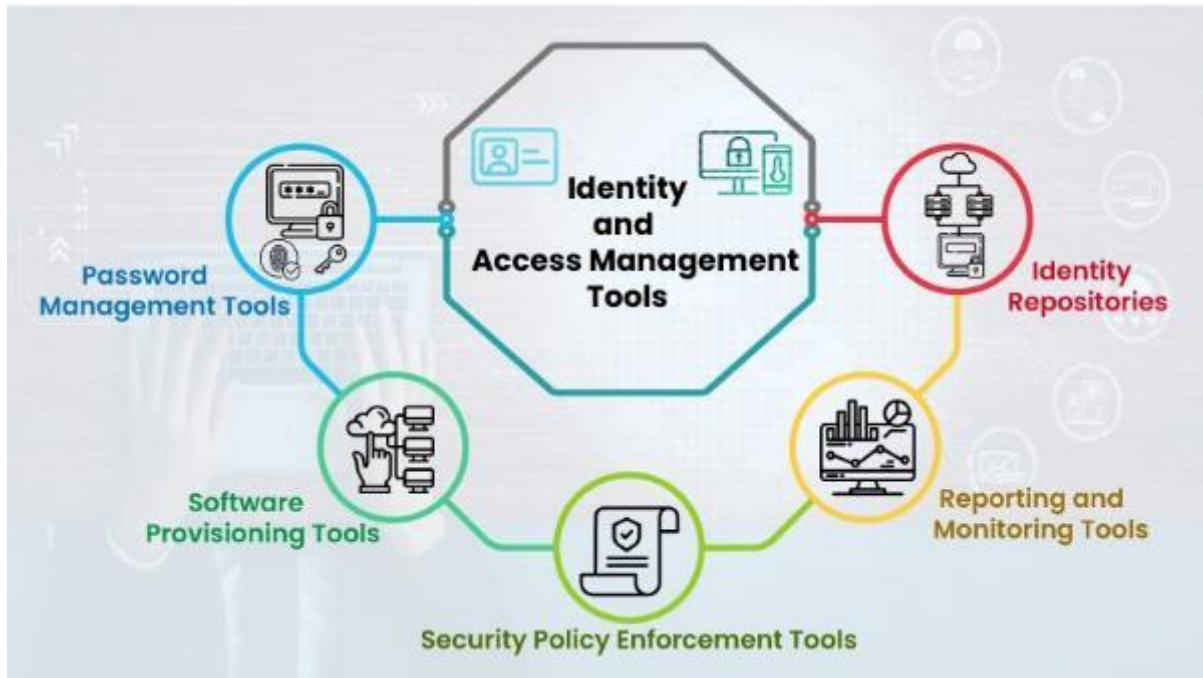 Identity
and
Access Management
Tools
Password
Management Tools
Identity
Repositories
Software
Provisioning Tools
Reporting and
Monitoring Tools
Security Policy Enforcement Tools